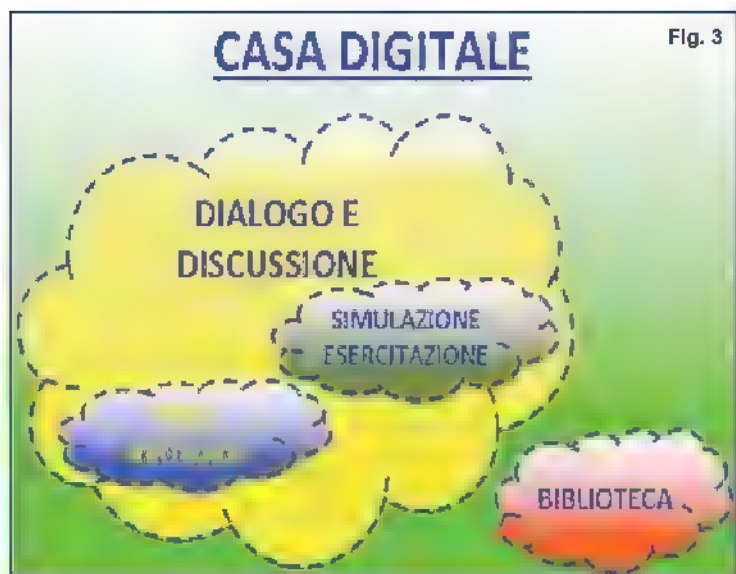 CASA DIGITALE
Fig. 3
DIALOGO E
DISCUSSIONE
SIMULAZIONE
ESERCITAZIONE
BIBLIOTECA